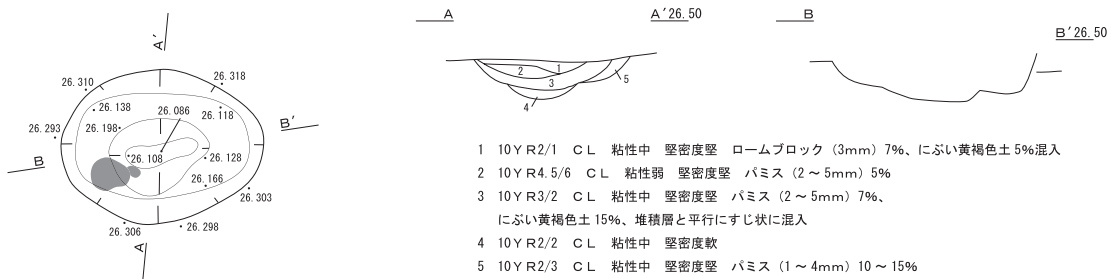 A′
26.310
26.318
26.138
26.086
26.118
26.293
26.198
B′
26.108
26.128
B
26.166
26.303
26.306
26.298
A
A
A′26.50
1
2
3
4
5
B
B′26.50
1 10YR2/1 CL 粘性中 堅密度堅 ロームブロック(3mm)7%、にぶい黄褐色土5%混入
2 10YR4.5/6 CL 粘性弱 堅密度堅 パミス(2~5mm)5%
3 10YR3/2 CL 粘性中 堅密度堅 パミス(2~5mm)7%、
にぶい黄褐色土15%、堆積層と平行にすじ状に混入
4 10YR2/2 CL 粘性中 堅密度軟
5 10YR2/3 CL 粘性中 堅密度堅 パミス(1~4mm)10~15%